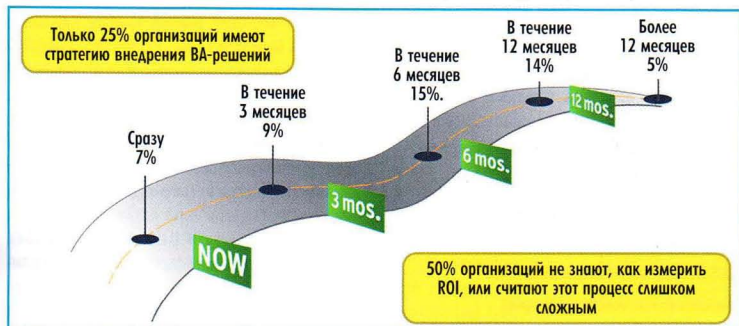 Только 25% организаций имеют
стратегию внедрения BA-решений
Сразу
7%
В течение
3 месяцев
9%
В течение
6 месяцев
15%.
В течение
12 месяцев
14%
Более
12 месяцев
5%
NOW
3 mos.
6 mos.
12 mos.
50% организаций не знают, как измерить
ROI, или считают этот процесс слишком
сложным